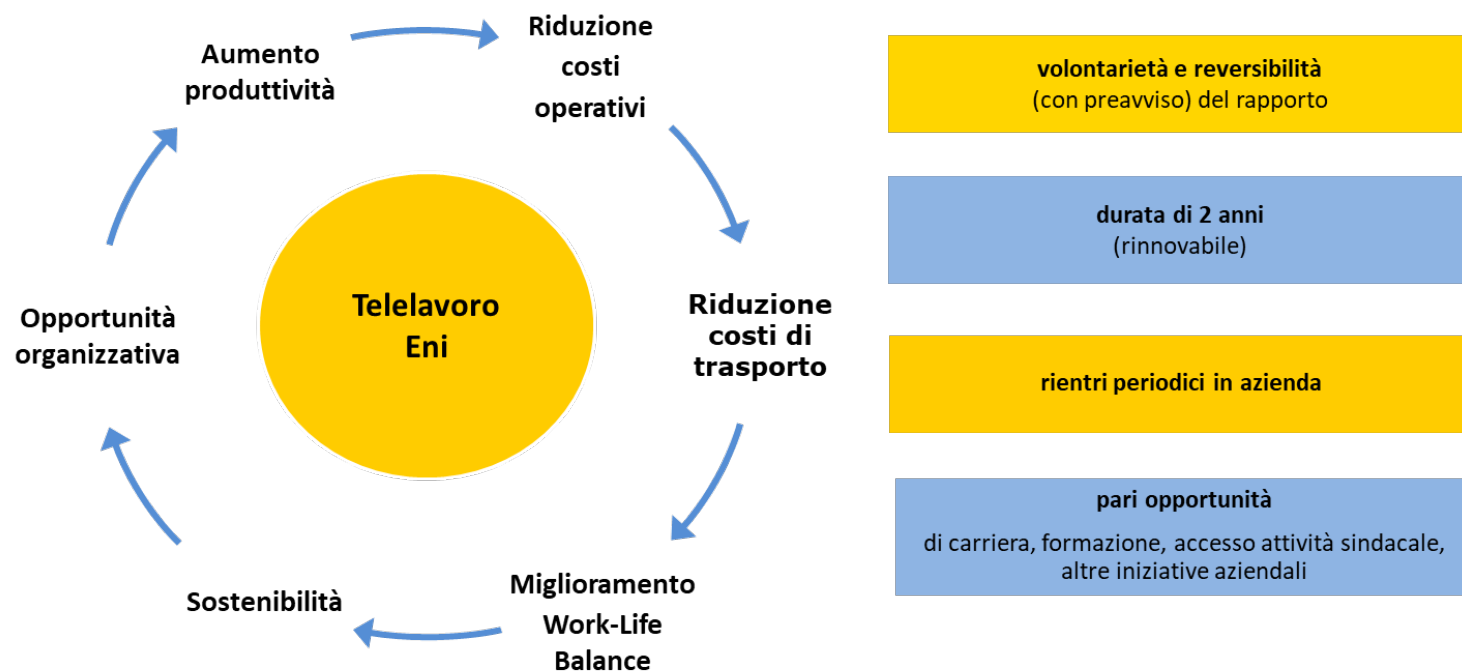 Aumento
produttività
Riduzione
costi
operativi
Riduzione
costi di
trasporto
Miglioramento
Work-Life
Balance
Sostenibilità
Opportunità
organizzativa
Telelavoro
Eni
volontarietà e reversibilità
(con preavviso) del rapporto
durata di 2 anni
(rinnovabile)
rientri periodici in azienda
pari opportunità
di carriera, formazione, accesso attività sindacale,
altre iniziative aziendali